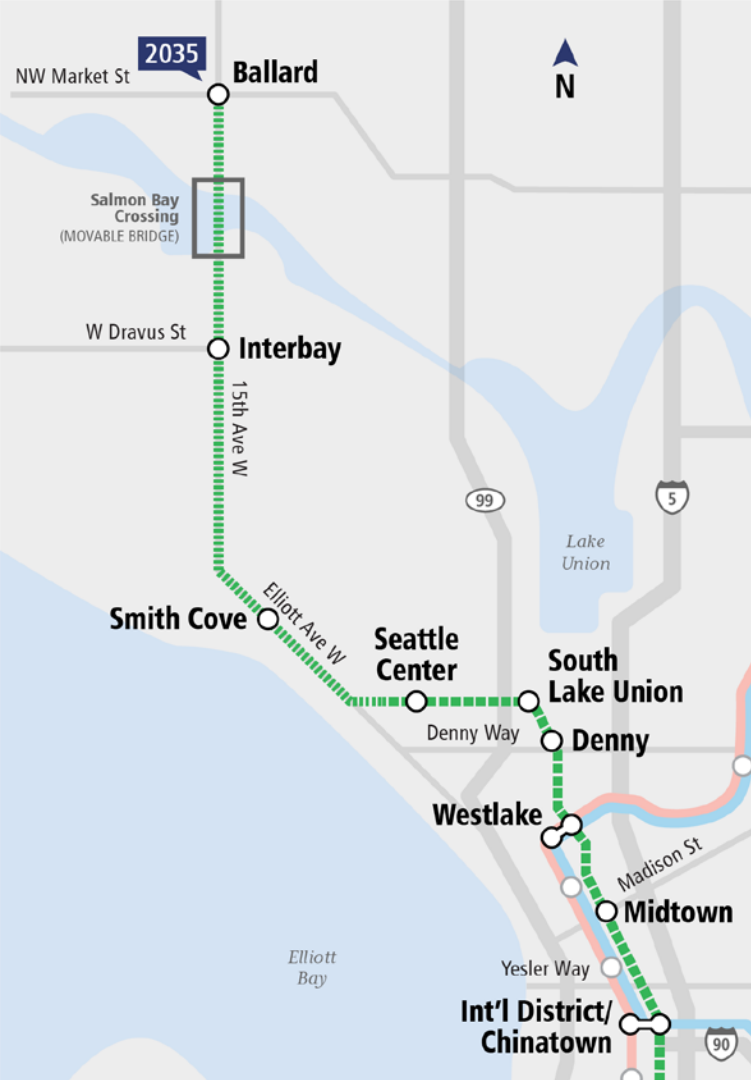 2035
Ballard
NW Market St
N
Salmon Bay
Crossing
(MOVABLE BRIDGE)
W Dravus St
Interbay
15th Ave W
99
5
Lake
Union
Elliott Ave W
Smith Cove
Seattle
Center
South
Lake Union
Denny Way
Denny
Westlake
Madison St
Midtown
Elliott
Bay
Yesler Way
Int'l District/
Chinatown
90